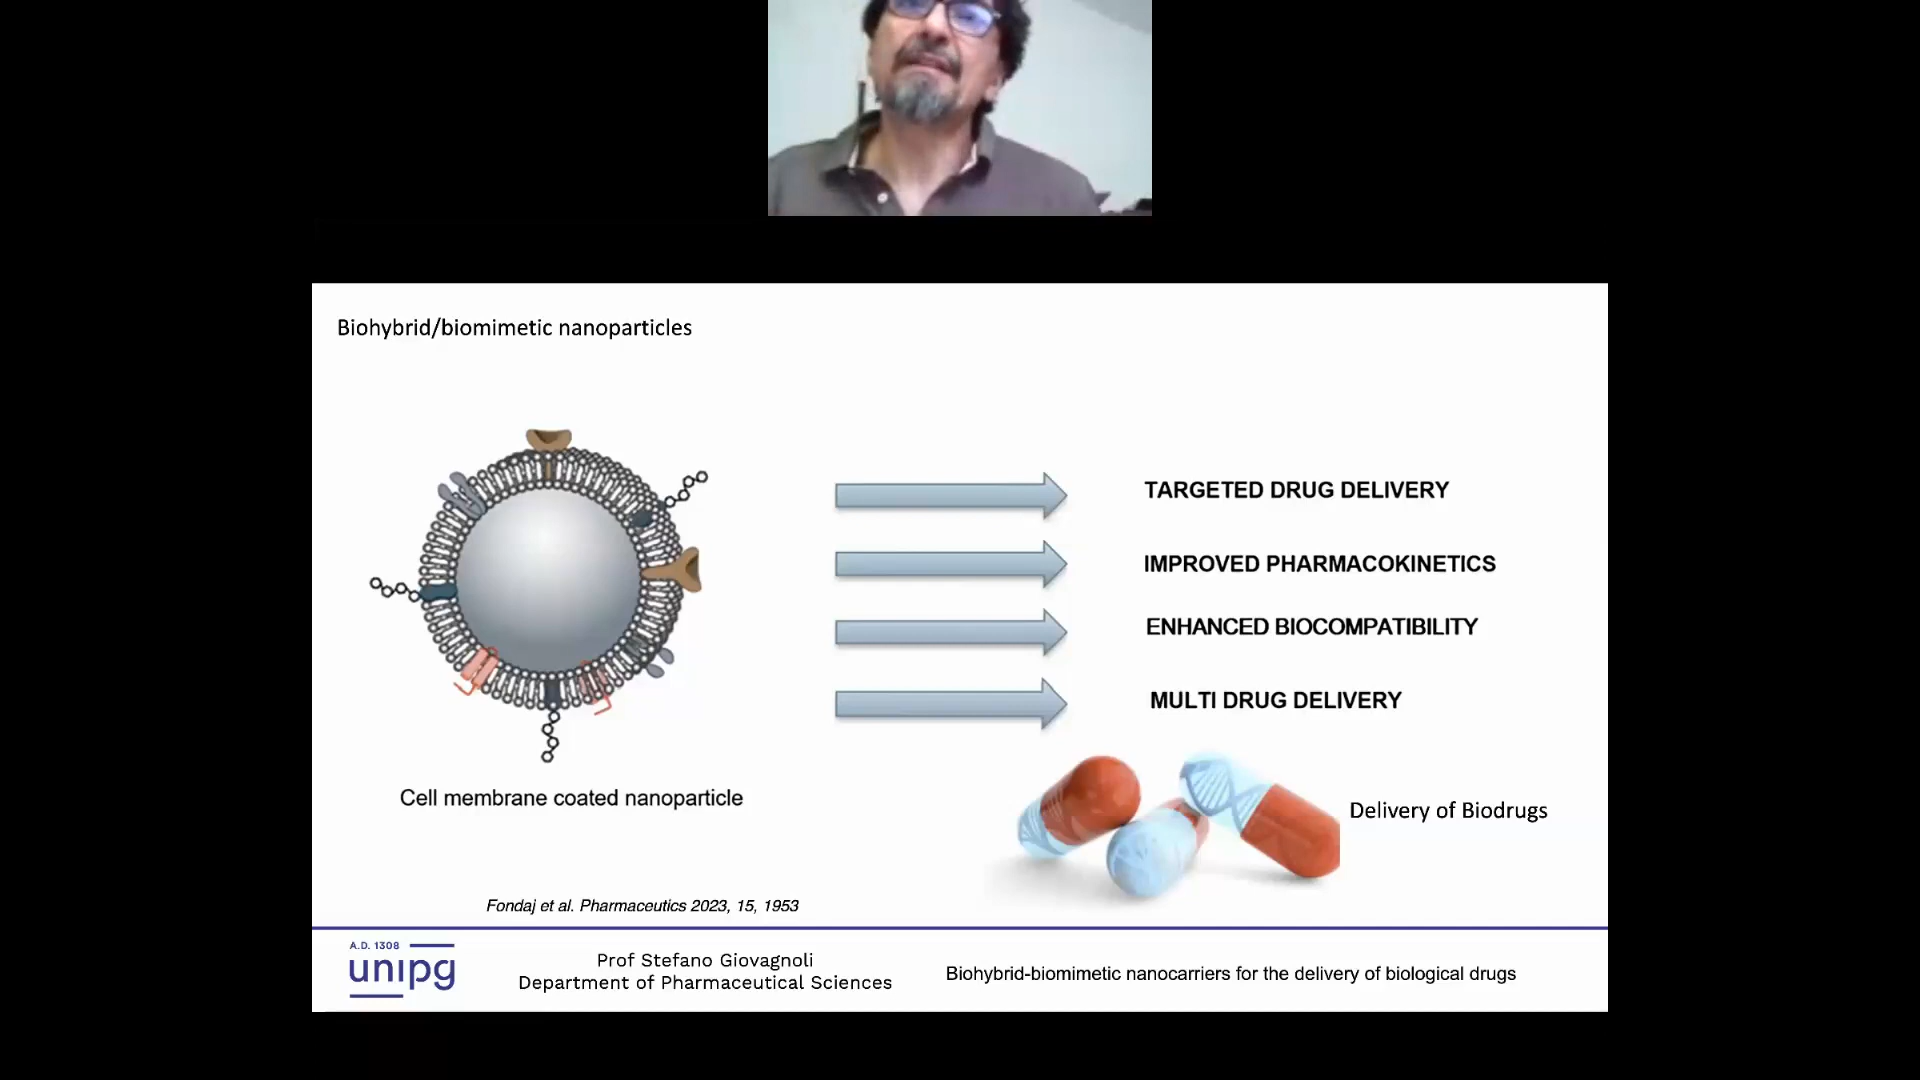 Biohybrid/biomimetic nanoparticles
TARGETED DRUG DELIVERY
IMPROVED PHARMACOKINETICS
ENHANCED BIOCOMPATIBILITY
MULTI DRUG DELIVERY
Cell membrane coated nanoparticle
Delivery of Biodrugs
Fondaj et al. Pharmaceutics 2023, 15, 1953
A.D. 1308
unipg
Prof Stefano Giovagnoli
Department of Pharmaceutical Sciences
Biohybrid-biomimetic nanocarriers for the delivery of biological drugs